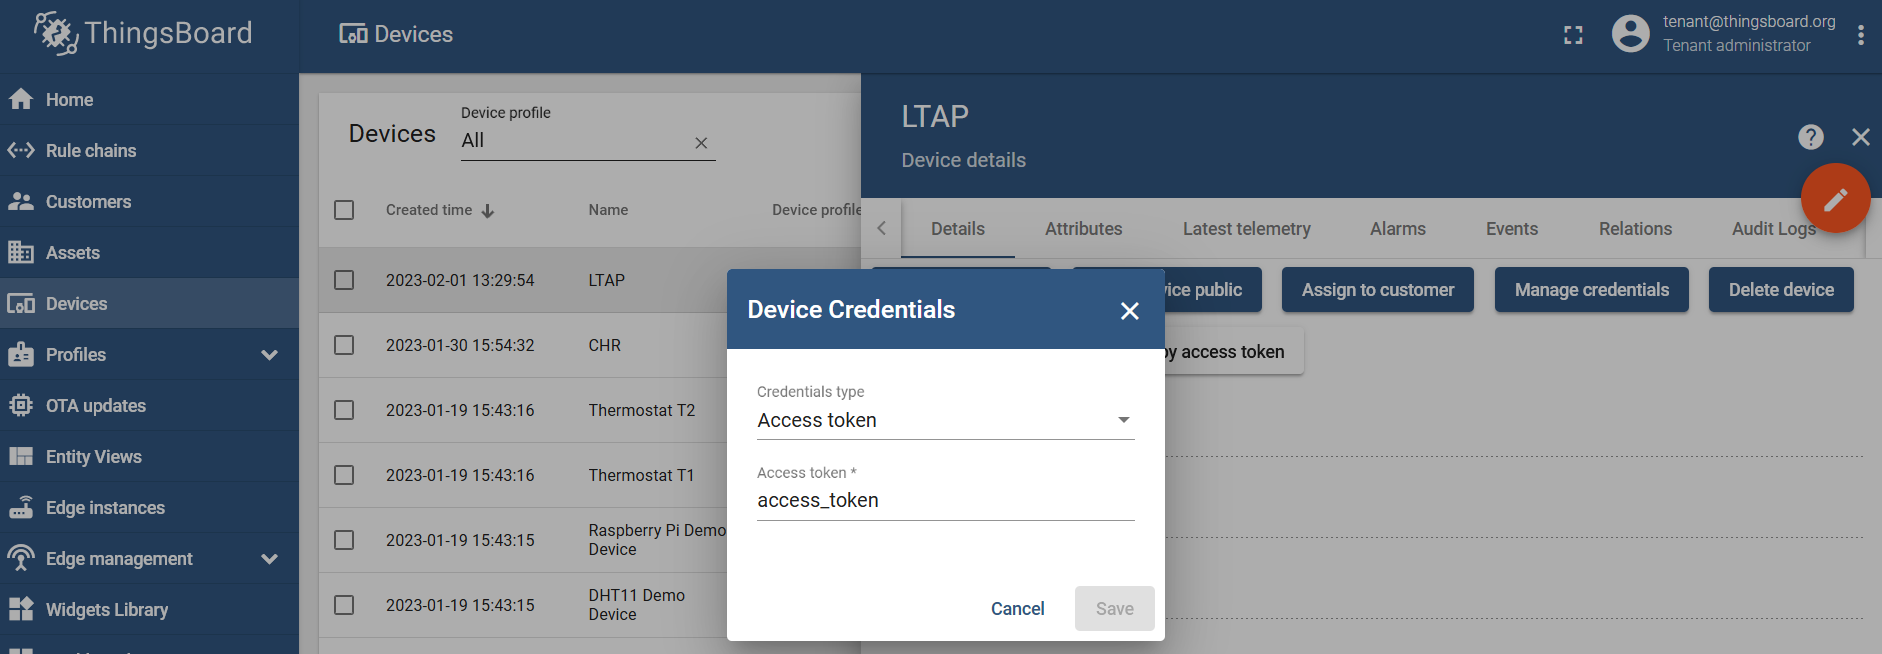 ThingsBoard
Devices
tenant@thingsboard.org
Tenant administrator
Home
Rule chains
Customers
Assets
Devices
Profiles
OTA updates
Entity Views
Edge instances
Edge management
Widgets Library
Devices
Device profile
All
Created time
Name
Device profile
2023-02-01 13:29:54 LTAP
2023-01-30 15:54:32 CHR
2023-01-19 15:43:16 Thermostat T2
2023-01-19 15:43:16 Thermostat T1
2023-01-19 15:43:15 Raspberry Pi Demo
Device
2023-01-19 15:43:15 DHT11 Demo
Device
LTAP
Device details
Details Attributes Latest telemetry Alarms Events Relations Audit Logs
public Assign to customer Manage credentials Delete device
by access token
Device Credentials
Credentials type
Access token
Access token *
access_token
Cancel Save